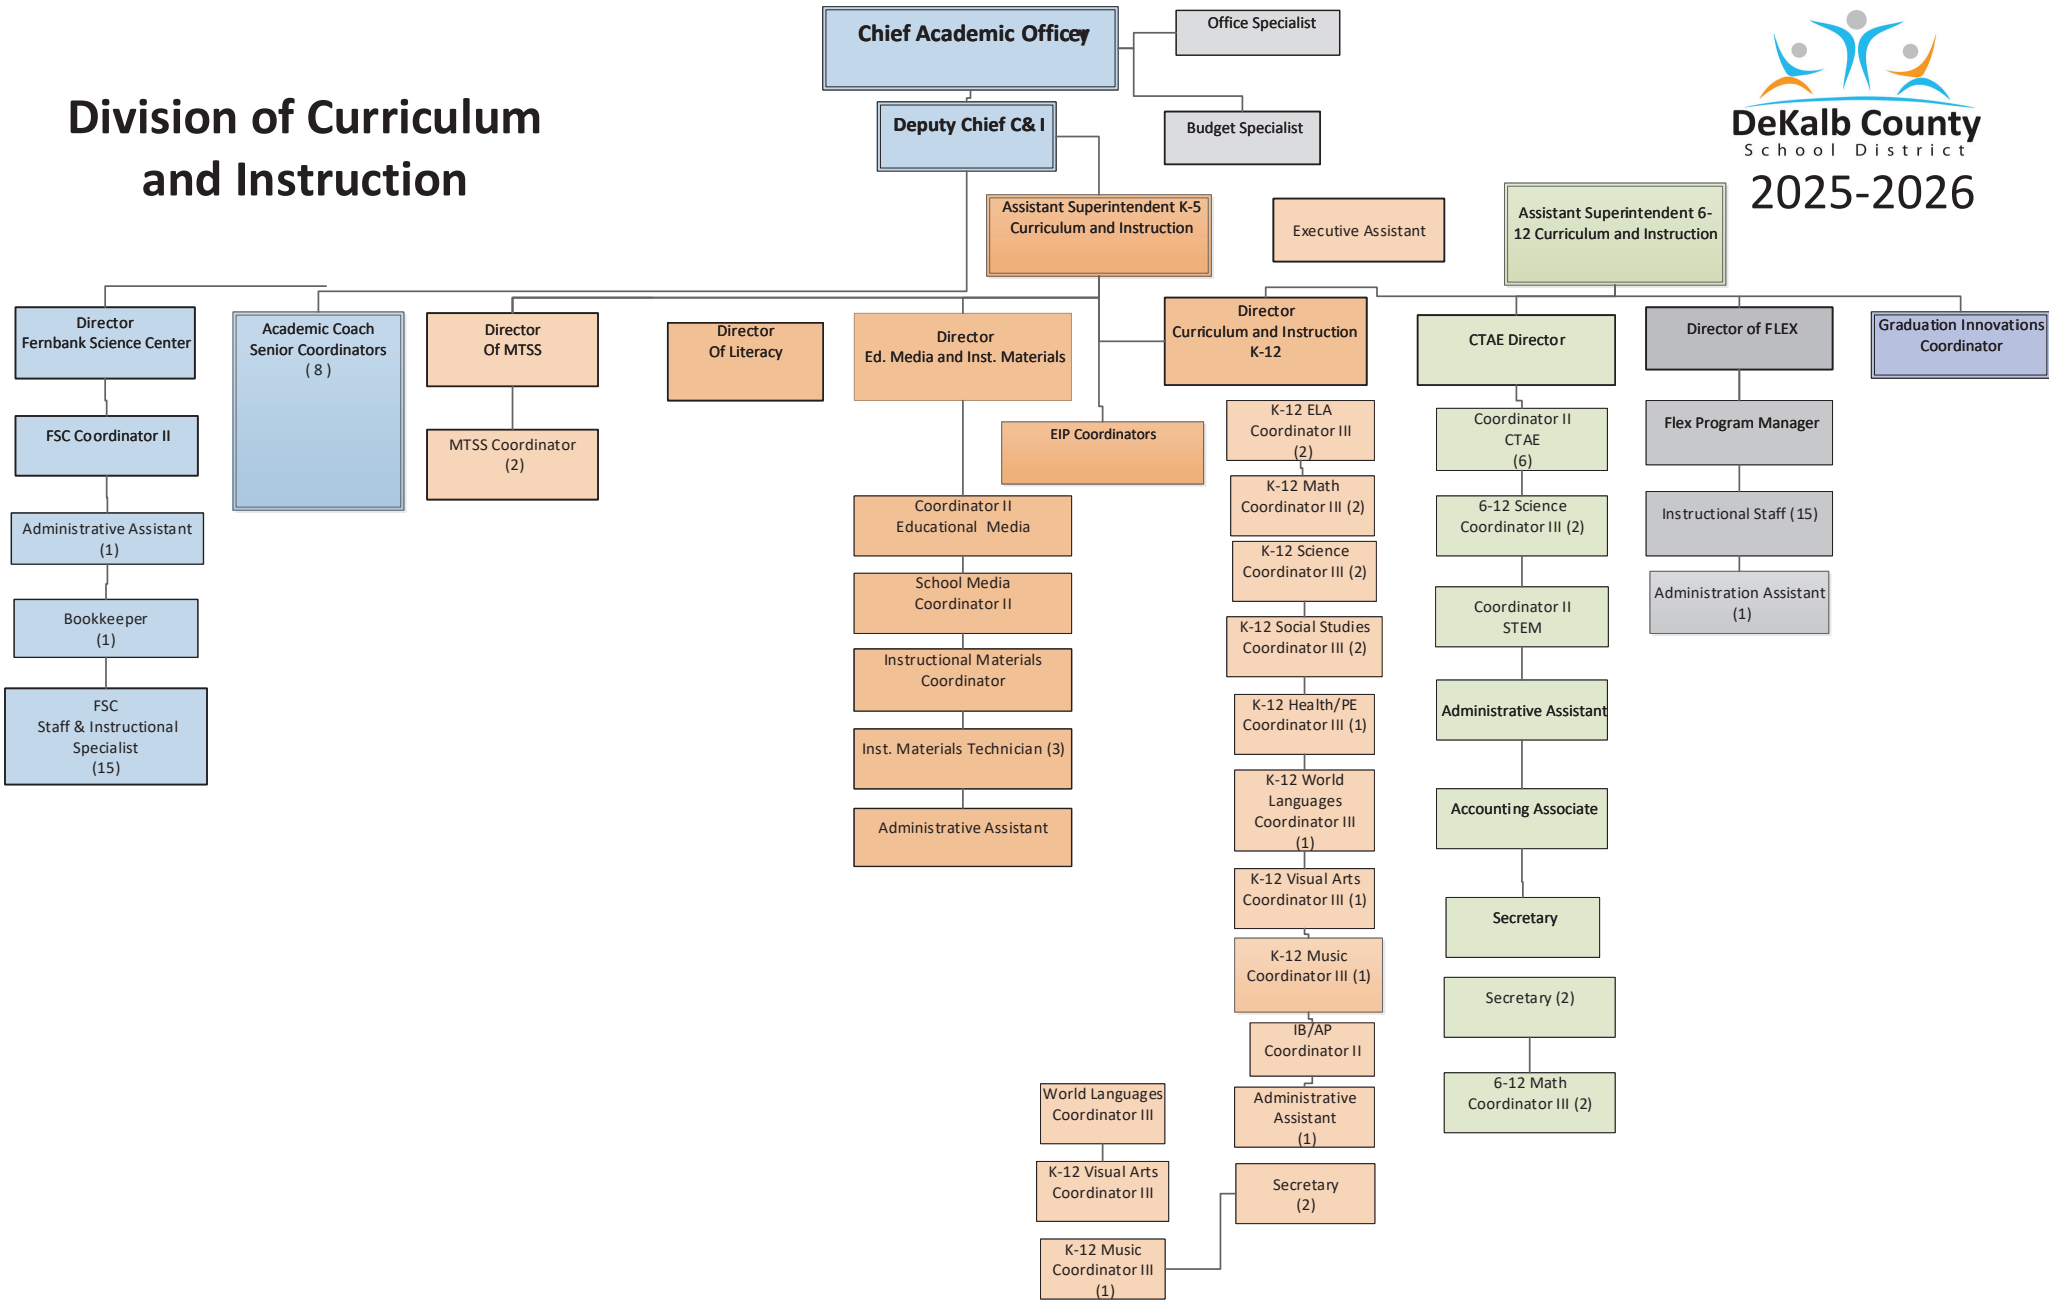 Division of Curriculum
and Instruction
Chief Academic Officer
Office Specialist
Budget Specialist
Deputy Chief C& I
DeKalb County
School District
2025-2026
Assistant Superintendent K-5
Curriculum and Instruction
Executive Assistant
Assistant Superintendent 6-
12 Curriculum and Instruction
Director
Fernbank Science Center
FSC Coordinator II
Administrative Assistant
(1)
Bookkeeper
(1)
FSC
Staff & Instructional
Specialist
(15)
Academic Coach
Senior Coordinators
( 8 )
Director
Of MTSS
MTSS Coordinator
(2)
Director
Of Literacy
Director
Ed. Media and Inst. Materials
Coordinator II
Educational Media
School Media
Coordinator II
Instructional Materials
Coordinator
Inst. Materials Technician (3)
Administrative Assistant
EIP Coordinators
Director
Curriculum and Instruction
K-12
K-12 ELA
Coordinator III
(2)
K-12 Math
Coordinator III (2)
K-12 Science
Coordinator III (2)
K-12 Social Studies
Coordinator III (2)
K-12 Health/PE
Coordinator III (1)
K-12 World
Languages
Coordinator III
(1)
K-12 Visual Arts
Coordinator III (1)
K-12 Music
Coordinator III (1)
IB/AP
Coordinator II
Administrative
Assistant
(1)
Secretary
(2)
World Languages
Coordinator III
K-12 Visual Arts
Coordinator III
K-12 Music
Coordinator III
(1)
CTAE Director
Coordinator II
CTAE
(6)
6-12 Science
Coordinator III (2)
Coordinator II
STEM
Administrative Assistant
Accounting Associate
Secretary
Secretary (2)
6-12 Math
Coordinator III (2)
Director of FLEX
Flex Program Manager
Instructional Staff (15)
Administration Assistant
(1)
Graduation Innovations
Coordinator